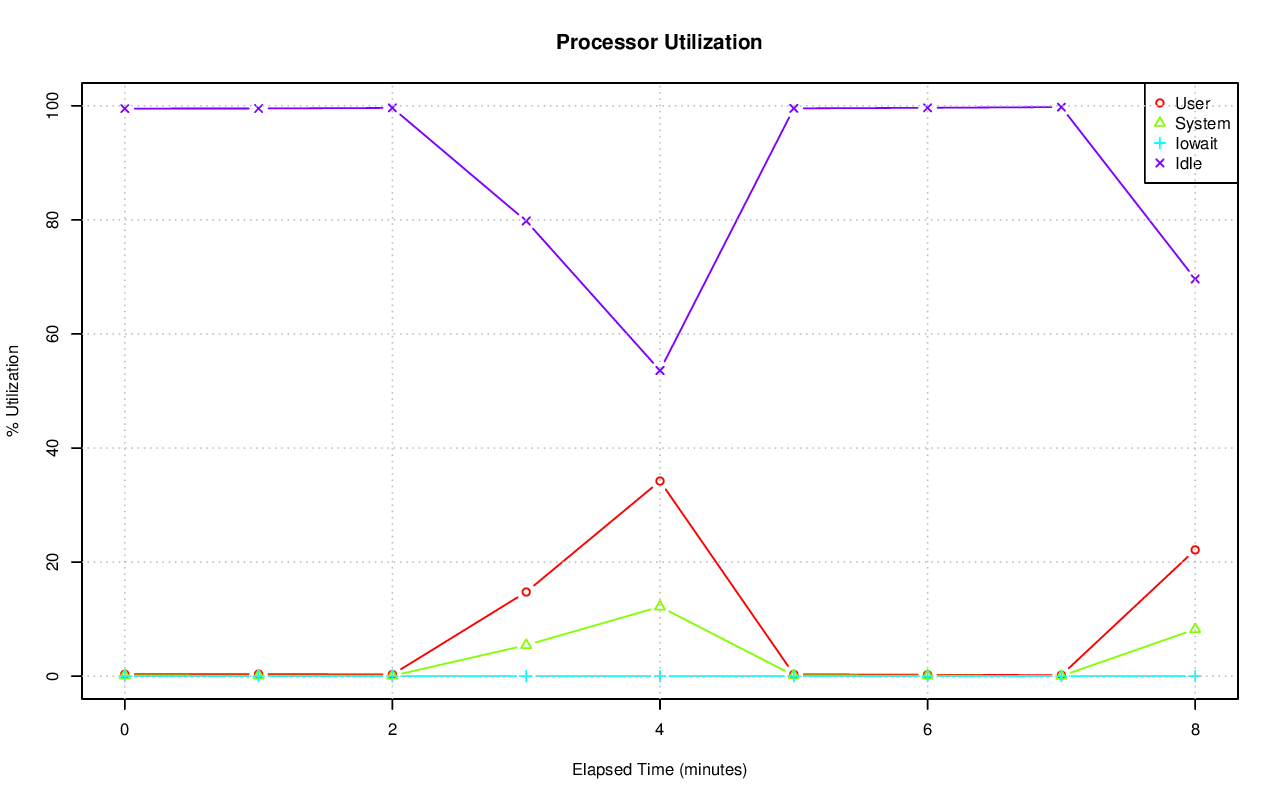 Processor Utilization
100
80
60
40
20
0
% Utilization
User
System
Iowait
Idle
0 2 4 6 8
Elapsed Time (minutes)